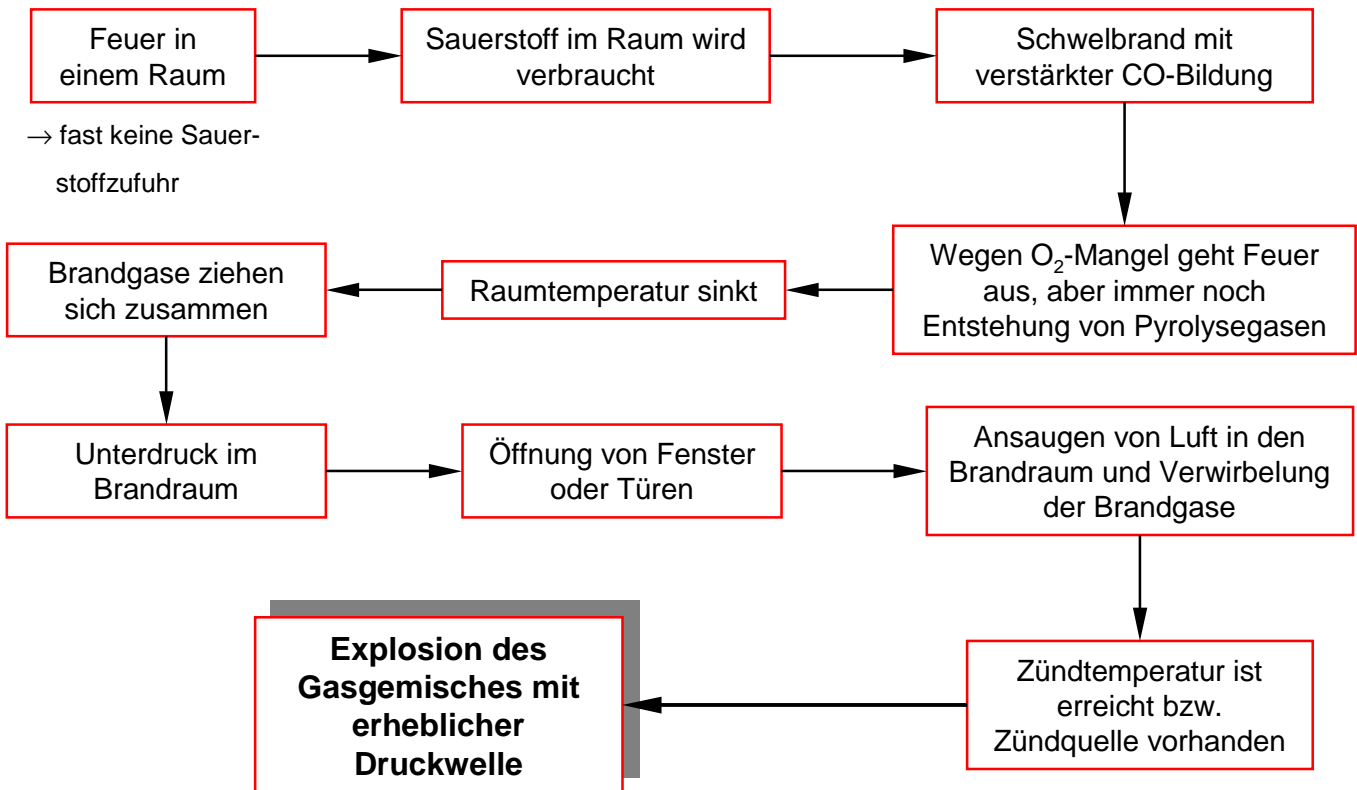 Feuer in
einem Raum
→ fast keine Sauer-
stoffzufuhr
Sauerstoff im Raum wird
verbraucht
Schwelbrand mit
verstärkter CO-Bildung
Wegen O₂-Mangel geht Feuer
aus, aber immer noch
Entstehung von Pyrolysegasen
Raumtemperatur sinkt
Brandgase ziehen
sich zusammen
Unterdruck im
Brandraum
Öffnung von Fenster
oder Türen
Ansaugen von Luft in den
Brandraum und Verwirbelung
der Brandgase
Zündtemperatur ist
erreicht bzw.
Zündquelle vorhanden
Explosion des
Gasgemisches mit
erheblicher
Druckwelle